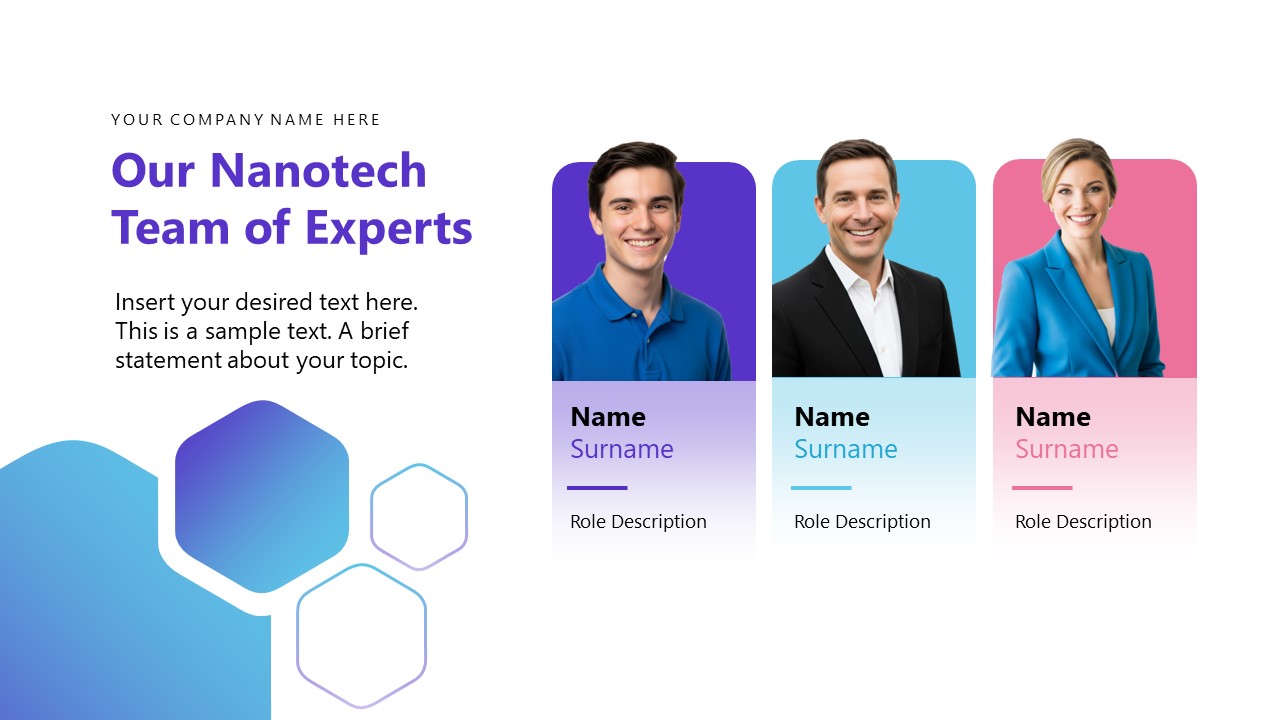 YOUR COMPANY NAME HERE
Our Nanotech
Team of Experts
Insert your desired text here.
This is a sample text. A brief
statement about your topic.
Name
Surname
Role Description
Name
Surname
Role Description
Name
Surname
Role Description